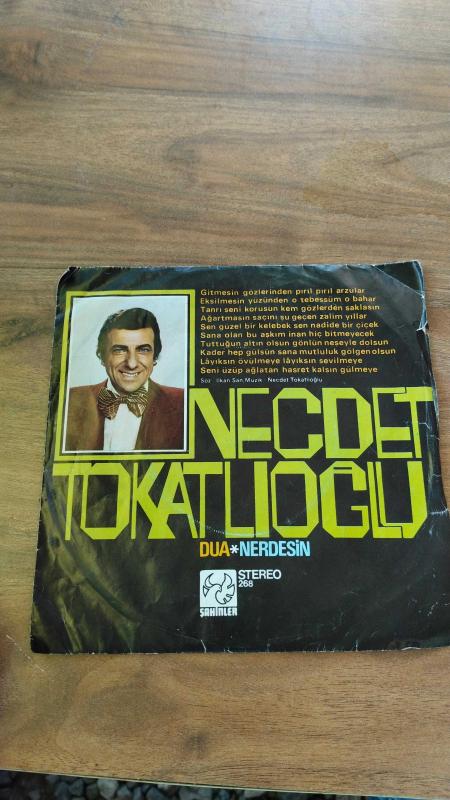 Gitmesin gözlerinden pırıl pırıl arzular
Eksilmesin yüzünden o tebessüm o bahar
Tanrı seni korusun kem gözlerden saklasın
Ağartmasın saçını şu geçen zalim yıllar
Sen güzel bir kelebek sen nadide bir çiçek
Sana olan bu aşkım inan hiç bitmeyecek
Tuttuğun altın olsun gönlün neseyle dolsun
Kader hep gülsün sana mutluluk gölgen olsun
Lâyıksın övülmeye lâyıksın sevilmeye
Seni üzüp ağlatan hasret kalsın gülmeye
Söz İlkan San Müzik Necdet Tokatlıoğlu
NECDET
TOKATLIOĞLU
DUA*NERDESİN
STEREO
268
ŞAHİNLER